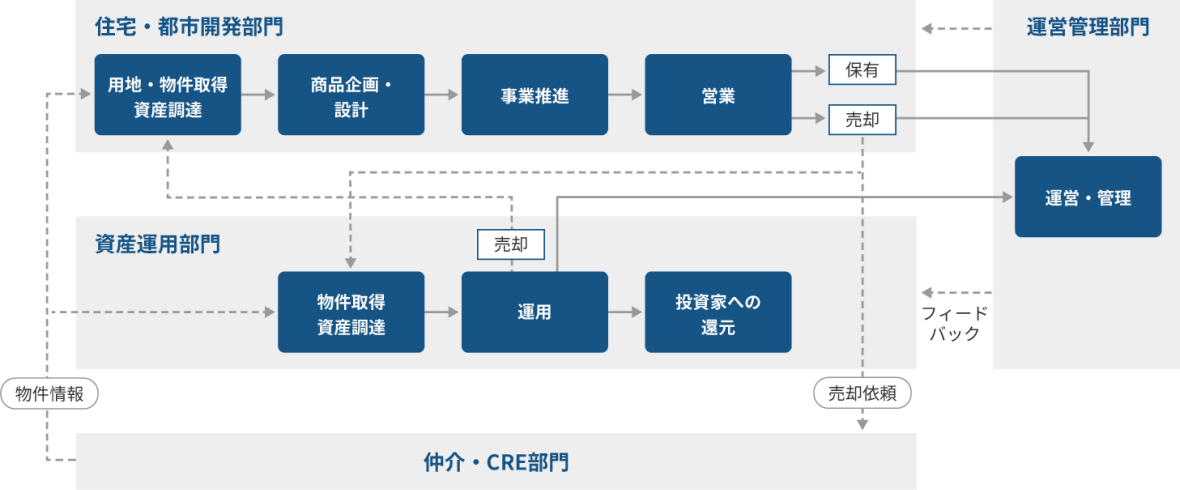 住宅・都市開発部門
運営管理部門
用地・物件取得
資産調達
商品企画・
設計
事業推進
営業
保有
売却
運営・管理
資産運用部門
売却
物件取得
資産調達
運用
投資家への
還元
フィード
バック
物件情報
売却依頼
仲介・CRE部門